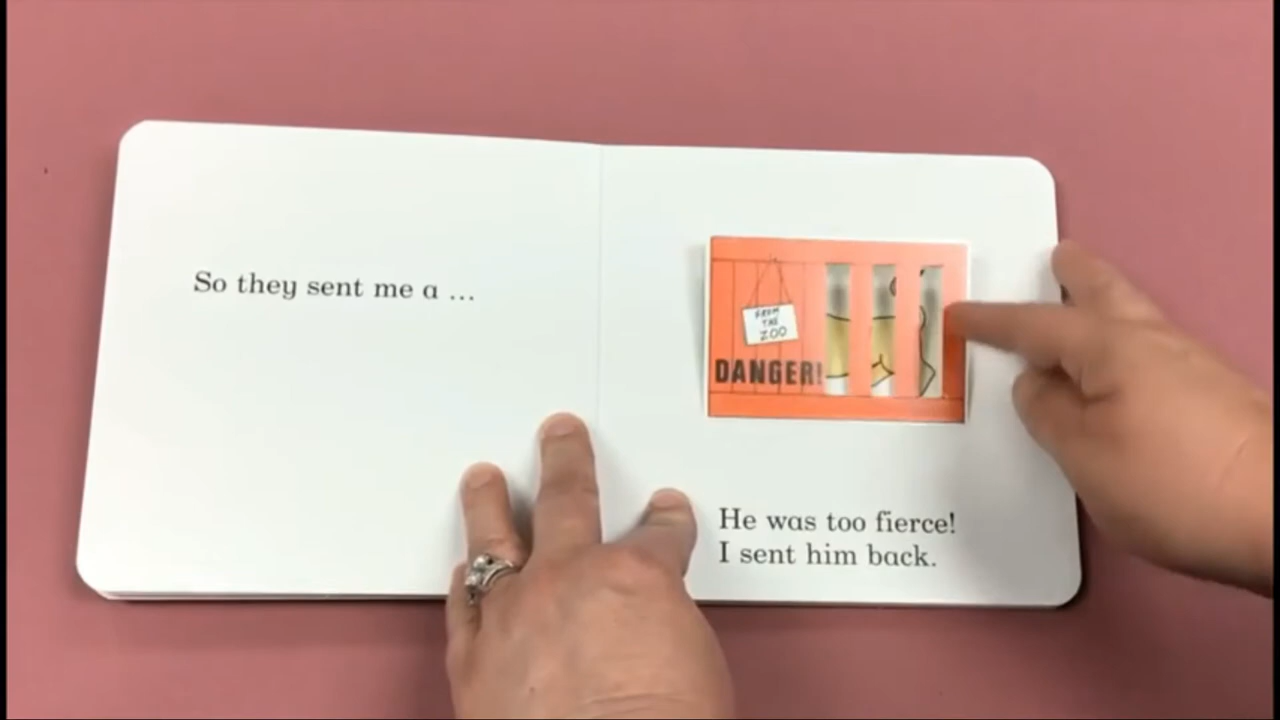 So they sent me a ...
FROM
THE
ZOO
DANGER!
He was too fierce!
I sent him back.